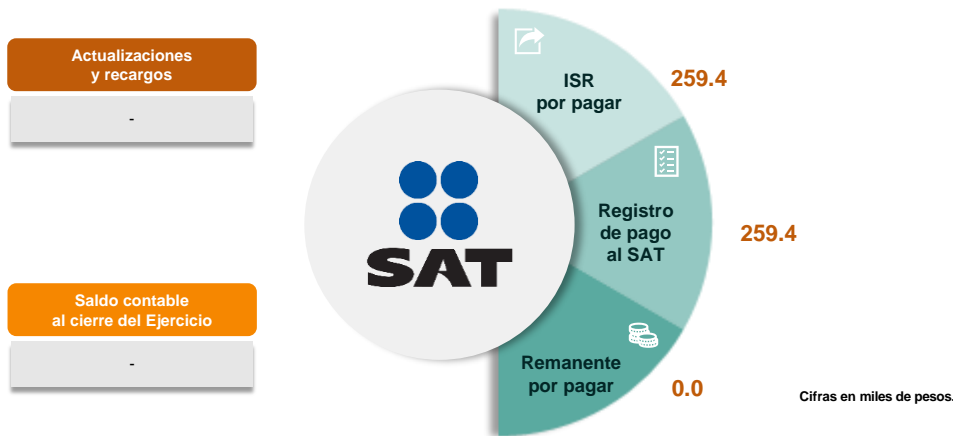 Actualizaciones
y recargos
-
Saldo contable
al cierre del Ejercicio
-
SAT
ISR
por pagar
259.4
Registro
de pago
al SAT
259.4
Remanente
por pagar
0.0
Cifras en miles de pesos.